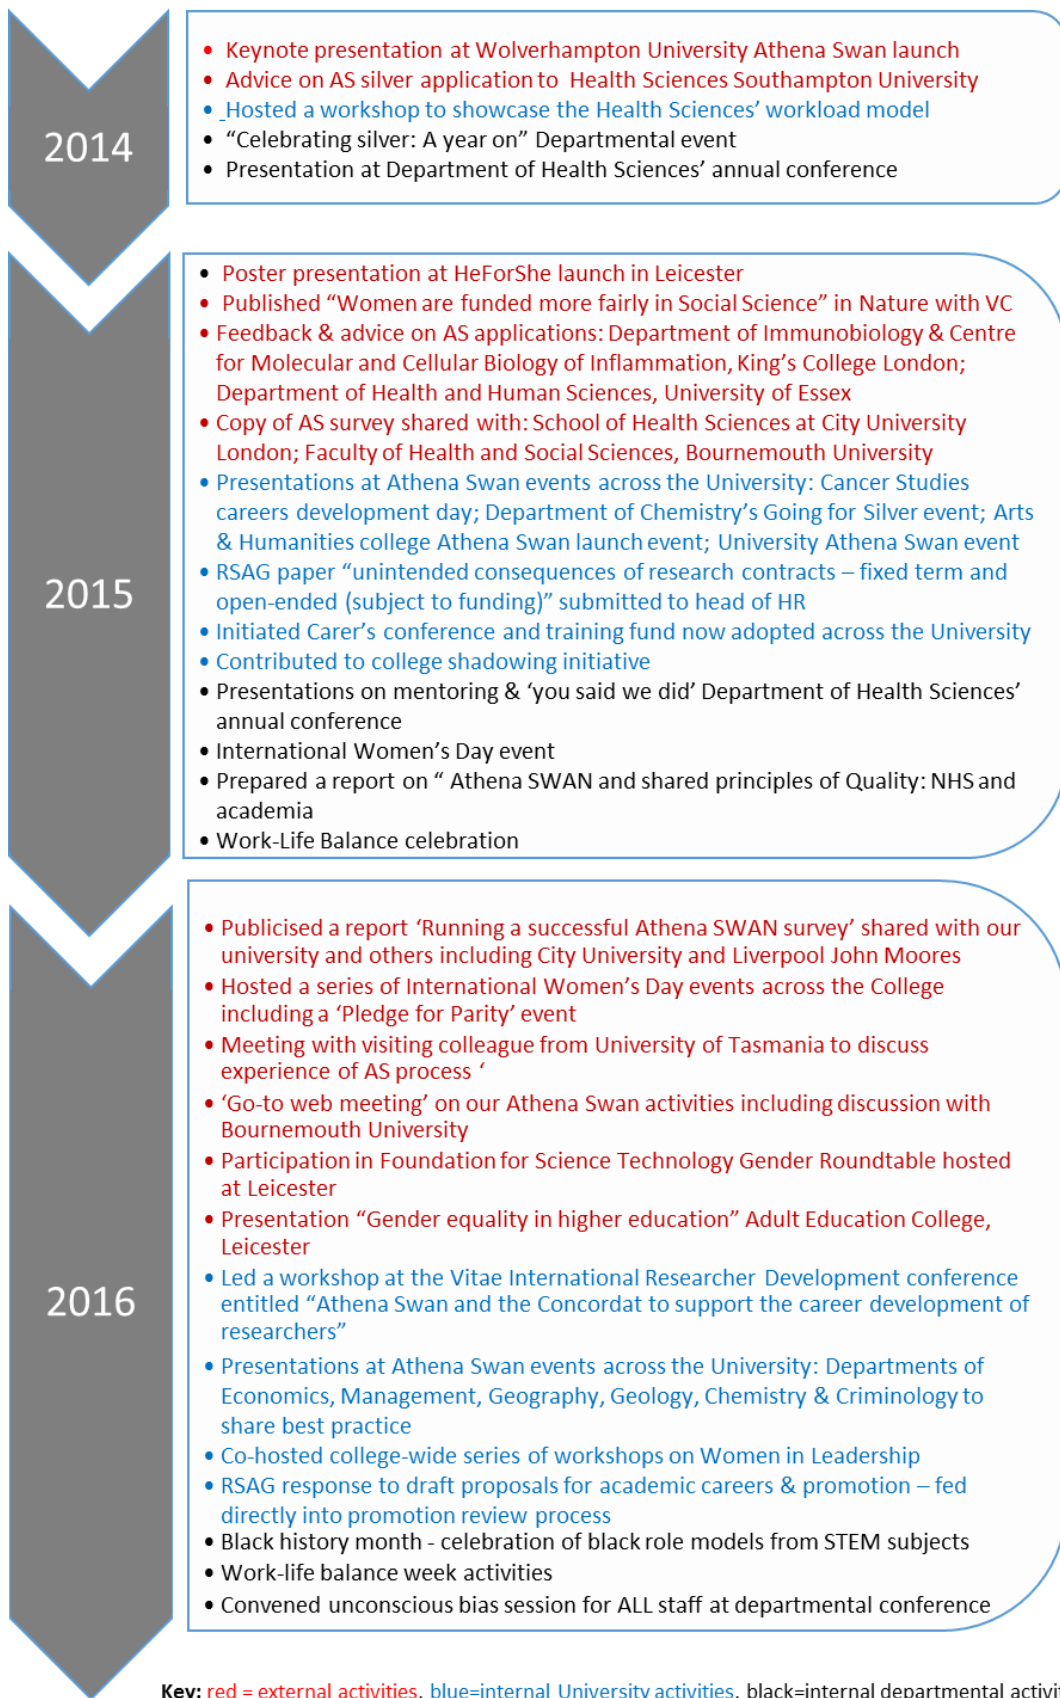 2014
• Keynote presentation at Wolverhampton University Athena Swan launch
• Advice on AS silver application to Health Sciences Southampton University
• Hosted a workshop to showcase the Health Sciences’ workload model
• “Celebrating silver: A year on” Departmental event
• Presentation at Department of Health Sciences’ annual conference
2015
• Poster presentation at HeForShe launch in Leicester
• Published “Women are funded more fairly in Social Science” in Nature with VC
• Feedback & advice on AS applications: Department of Immunobiology & Centre
for Molecular and Cellular Biology of Inflammation, King’s College London;
Department of Health and Human Sciences, University of Essex
• Copy of AS survey shared with: School of Health Sciences at City University
London; Faculty of Health and Social Sciences, Bournemouth University
• Presentations at Athena Swan events across the University: Cancer Studies
careers development day; Department of Chemistry’s Going for Silver event; Arts
& Humanities college Athena Swan launch event; University Athena Swan event
• RSAG paper “unintended consequences of research contracts – fixed term and
open-ended (subject to funding)” submitted to head of HR
• Initiated Carer’s conference and training fund now adopted across the University
• Contributed to college shadowing initiative
• Presentations on mentoring & ‘you said we did’ Department of Health Sciences’
annual conference
• International Women’s Day event
• Prepared a report on “ Athena SWAN and shared principles of Quality: NHS and
academia
• Work-Life Balance celebration
2016
• Publicised a report ‘Running a successful Athena SWAN survey’ shared with our
university and others including City University and Liverpool John Moores
• Hosted a series of International Women’s Day events across the College
including a ‘Pledge for Parity’ event
• Meeting with visiting colleague from University of Tasmania to discuss
experience of AS process ‘
• ‘Go-to web meeting’ on our Athena Swan activities including discussion with
Bournemouth University
• Participation in Foundation for Science Technology Gender Roundtable hosted
at Leicester
• Presentation “Gender equality in higher education” Adult Education College,
Leicester
• Led a workshop at the Vitae International Researcher Development conference
entitled “Athena Swan and the Concordat to support the career development of
researchers”
• Presentations at Athena Swan events across the University: Departments of
Economics, Management, Geography, Geology, Chemistry & Criminology to
share best practice
• Co-hosted college-wide series of workshops on Women in Leadership
• RSAG response to draft proposals for academic careers & promotion – fed
directly into promotion review process
• Black history month - celebration of black role models from STEM subjects
• Work-life balance week activities
• Convened unconscious bias session for ALL staff at departmental conference
Key: red = external activities, blue=internal University activities, black=internal departmental activi